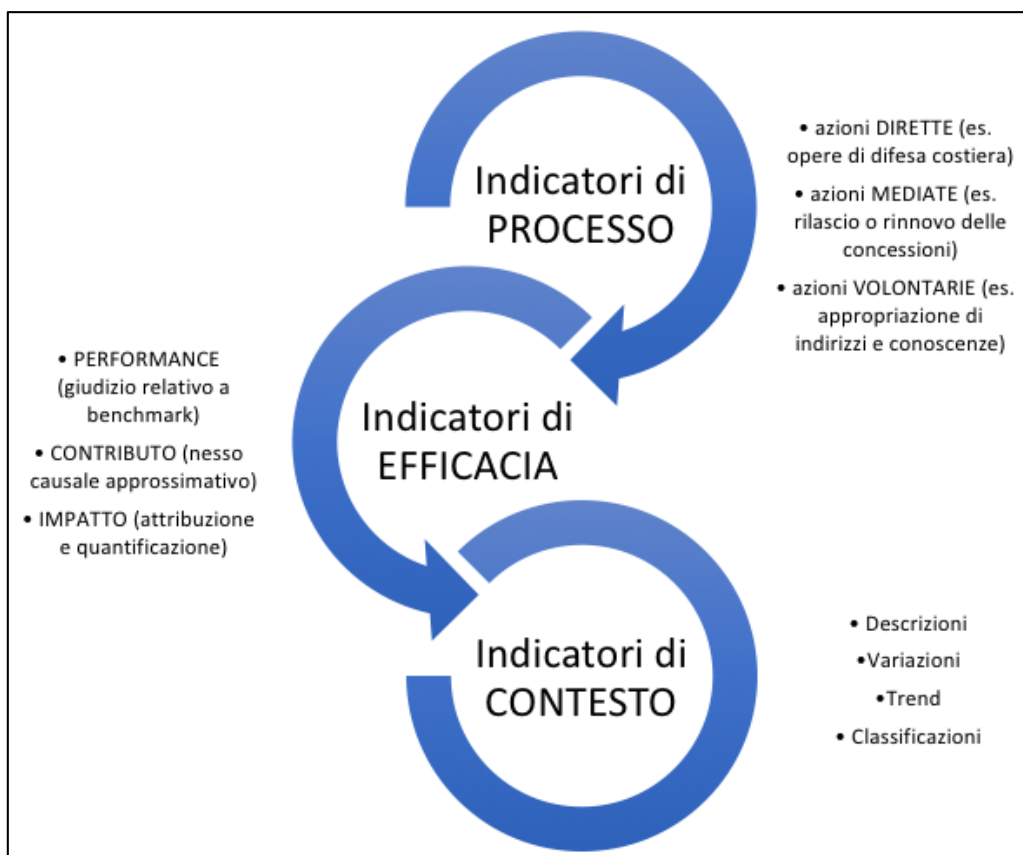 Indicatori di
PROCESSO
• azioni DIRETTE (es.
opere di difesa costiera)
• azioni MEDIATE (es.
rilascio o rinnovo delle
concessioni)
• azioni VOLONTARIE (es.
appropriazione di
indirizzi e conoscenze)
Indicatori di
EFFICACIA
• PERFORMANCE
(giudizio relativo a
benchmark)
• CONTRIBUTO (nesso
causale approssimativo)
• IMPATTO (attribuzione
e quantificazione)
Indicatori di
CONTESTO
• Descrizioni
•Variazioni
•Trend
• Classificazioni